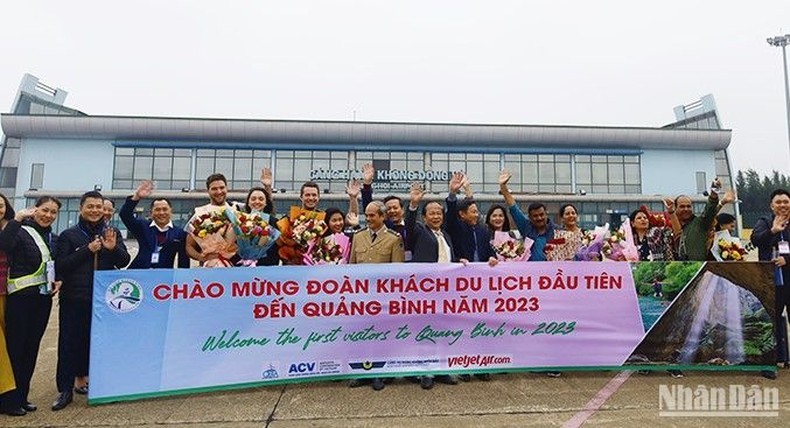 CẢNG HÀNG KHÔNG ĐỒNG
CHÀO MỪNG ĐOÀN KHÁCH DU LỊCH ĐẦU TIÊN
ĐẾN QUẢNG BÌNH NĂM 2023
Welcome the first visitors to Quang Binh in 2023
ACV
vietjetAir.com
NhânDân